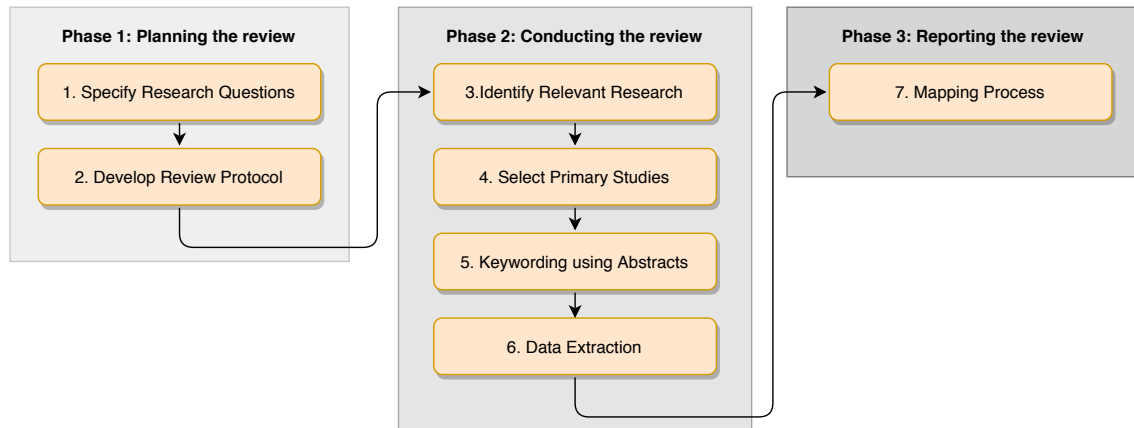 Phase 1: Planning the review
1. Specify Research Questions
2. Develop Review Protocol
Phase 2: Conducting the review
3.Identify Relevant Research
4. Select Primary Studies
5. Keywording using Abstracts
6. Data Extraction
Phase 3: Reporting the review
7. Mapping Process